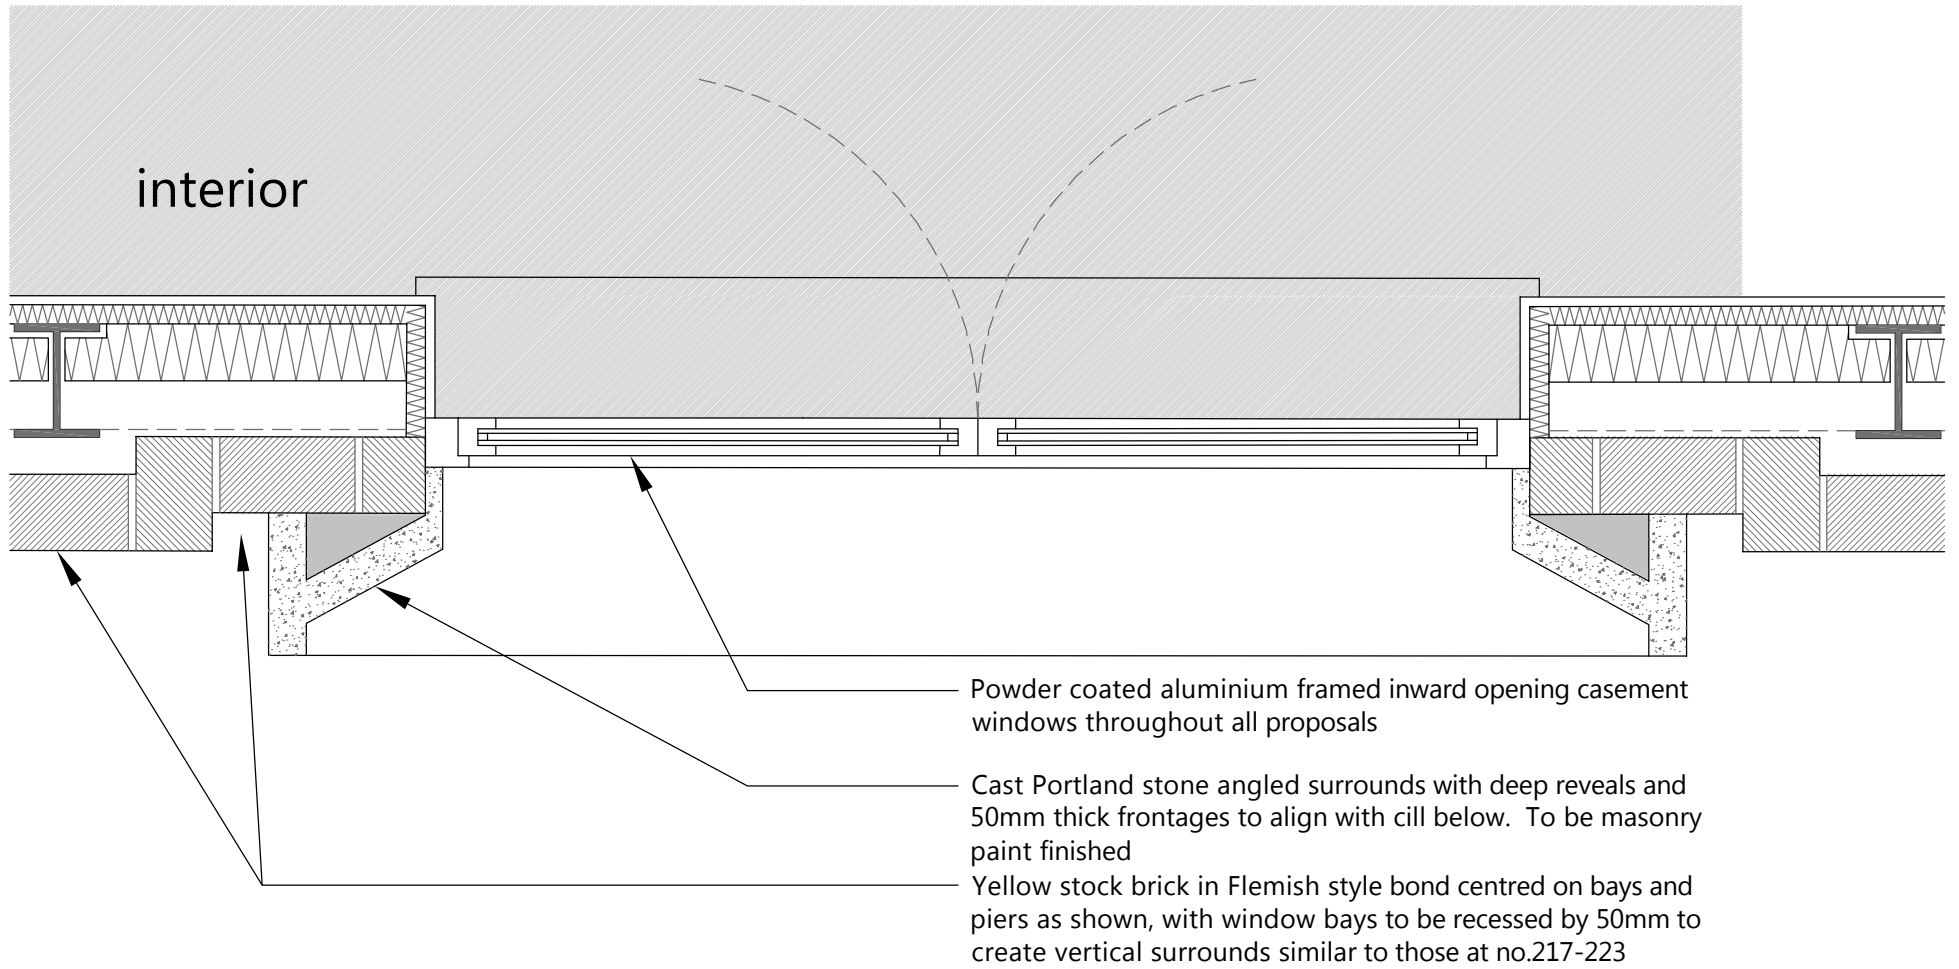 interior
Powder coated aluminium framed inward opening casement
windows throughout all proposals
Cast Portland stone angled surrounds with deep reveals and
50mm thick frontages to align with cill below.  To be masonry
paint finished
Yellow stock brick in Flemish style bond centred on bays and
piers as shown, with window bays to be recessed by 50mm to
create vertical surrounds similar to those at no.217-223